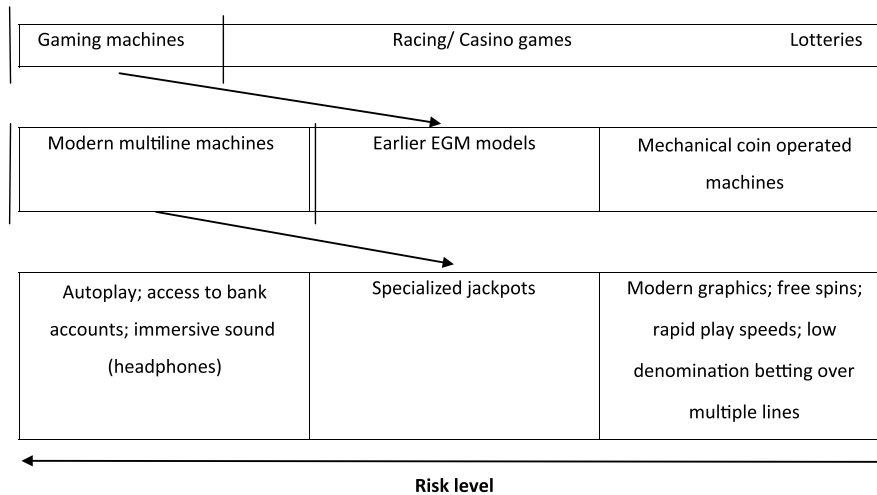 Gaming machines
Racing/ Casino games
Lotteries
Modern multiline machines
Earlier EGM models
Mechanical coin operated
machines
Autoplay; access to bank
accounts; immersive sound
(headphones)
Specialized jackpots
Modern graphics; free spins;
rapid play speeds; low
denomination betting over
multiple lines
Risk level